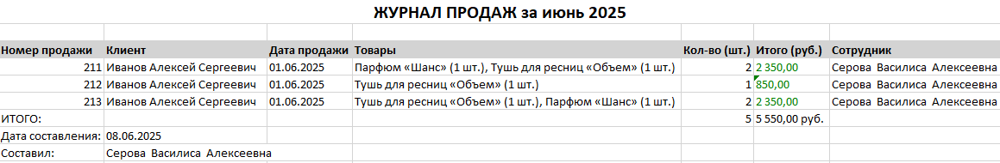 ЖУРНАЛ ПРОДАЖ за июнь 2025
Номер продажи Клиент Дата продажи Товары Кол-во (шт.) Итого (руб.) Сотрудник
211 Иванов Алексей Сергеевич 01.06.2025 Парфюм «Шанс» (1 шт.), Тушь для ресниц «Объем» (1 шт.) 2 2 350,00 Серова Василиса Алексеевна
212 Иванов Алексей Сергеевич 01.06.2025 Тушь для ресниц «Объем» (1 шт.) 1 850,00 Серова Василиса Алексеевна
213 Иванов Алексей Сергеевич 01.06.2025 Тушь для ресниц «Объем» (1 шт.), Парфюм «Шанс» (1 шт.) 2 2 350,00 Серова Василиса Алексеевна
ИТОГО: 5 5 550,00 руб.
Дата составления: 08.06.2025
Составил: Серова Василиса Алексеевна